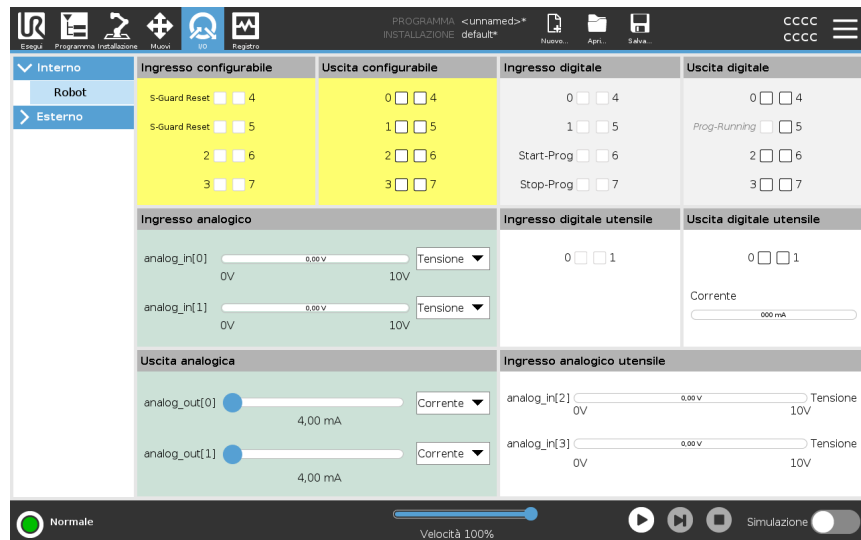 PROGRAMMA <unnamed>*
INSTALLAZIONE default*
Esegui Programma Installazione Muovi I/O Registro
Nuovo... Apri... Salva...
cccc
cccc
Interno
Robot
Esterno
Ingresso configurabile
S-Guard Reset 4
S-Guard Reset 5
2 6
3 7
Uscita configurabile
0 4
1 5
2 6
3 7
Ingresso digitale
0 4
1 5
Start-Prog 6
Stop-Prog 7
Uscita digitale
0 4
Prog-Running 5
2 6
3 7
Ingresso analogico
analog_in[0] 0,00 V Tensione
0V 10V
analog_in[1] 0,00 V Tensione
0V 10V
Ingresso digitale utensile
0 1
Uscita digitale utensile
0 1
Corrente
000 mA
Uscita analogica
analog_out[0] Corrente
4,00 mA
analog_out[1] Corrente
4,00 mA
Ingresso analogico utensile
analog_in[2] 0,00 V Tensione
0V 10V
analog_in[3] 0,00 V Tensione
0V 10V
Normale
Velocità 100%
Simulazione